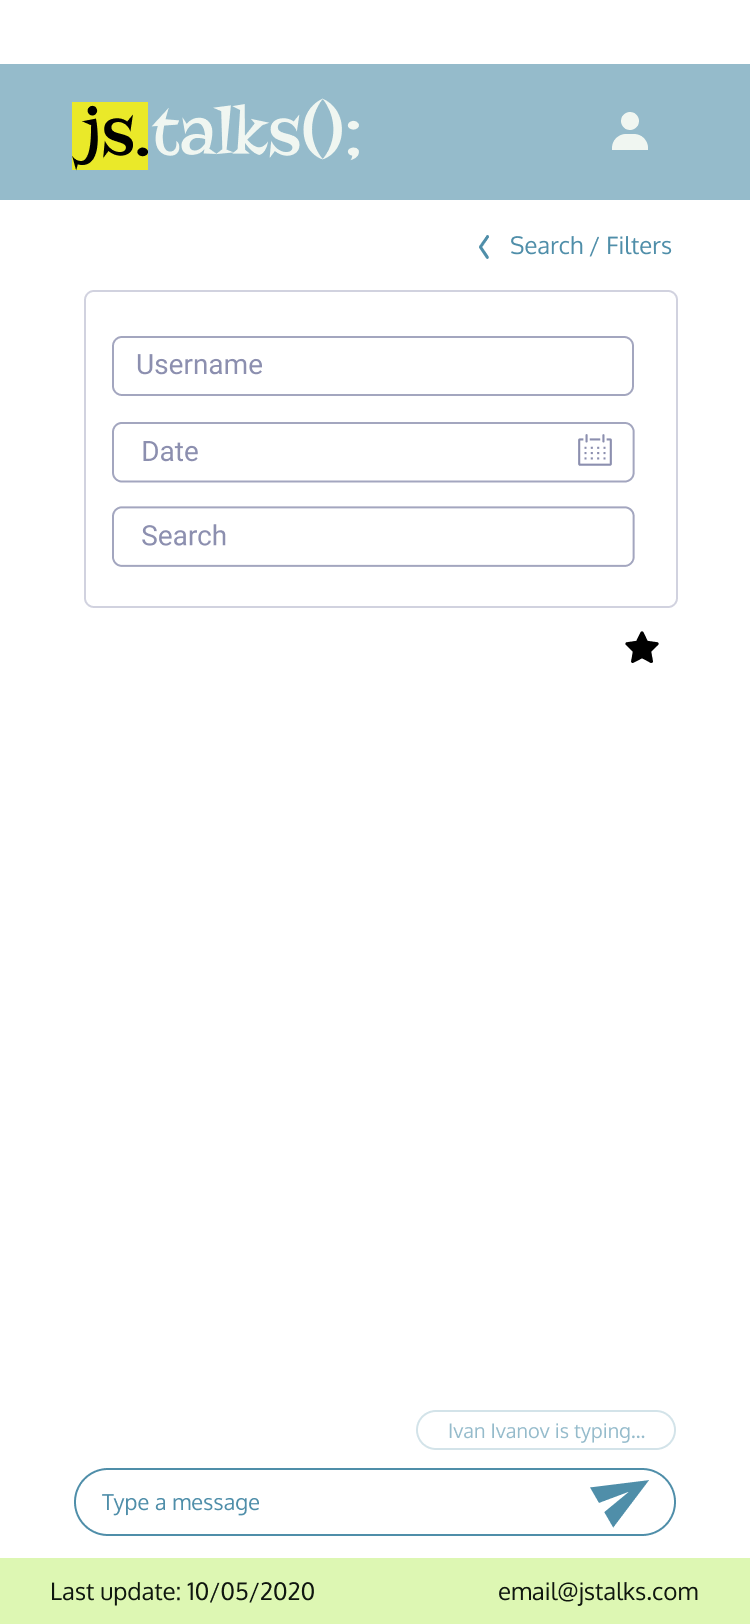 js.talks();
Search / Filters
Username
Date
Search
Ivan Ivanov is typing...
Type a message
Last update: 10/05/2020
email@jstalks.com